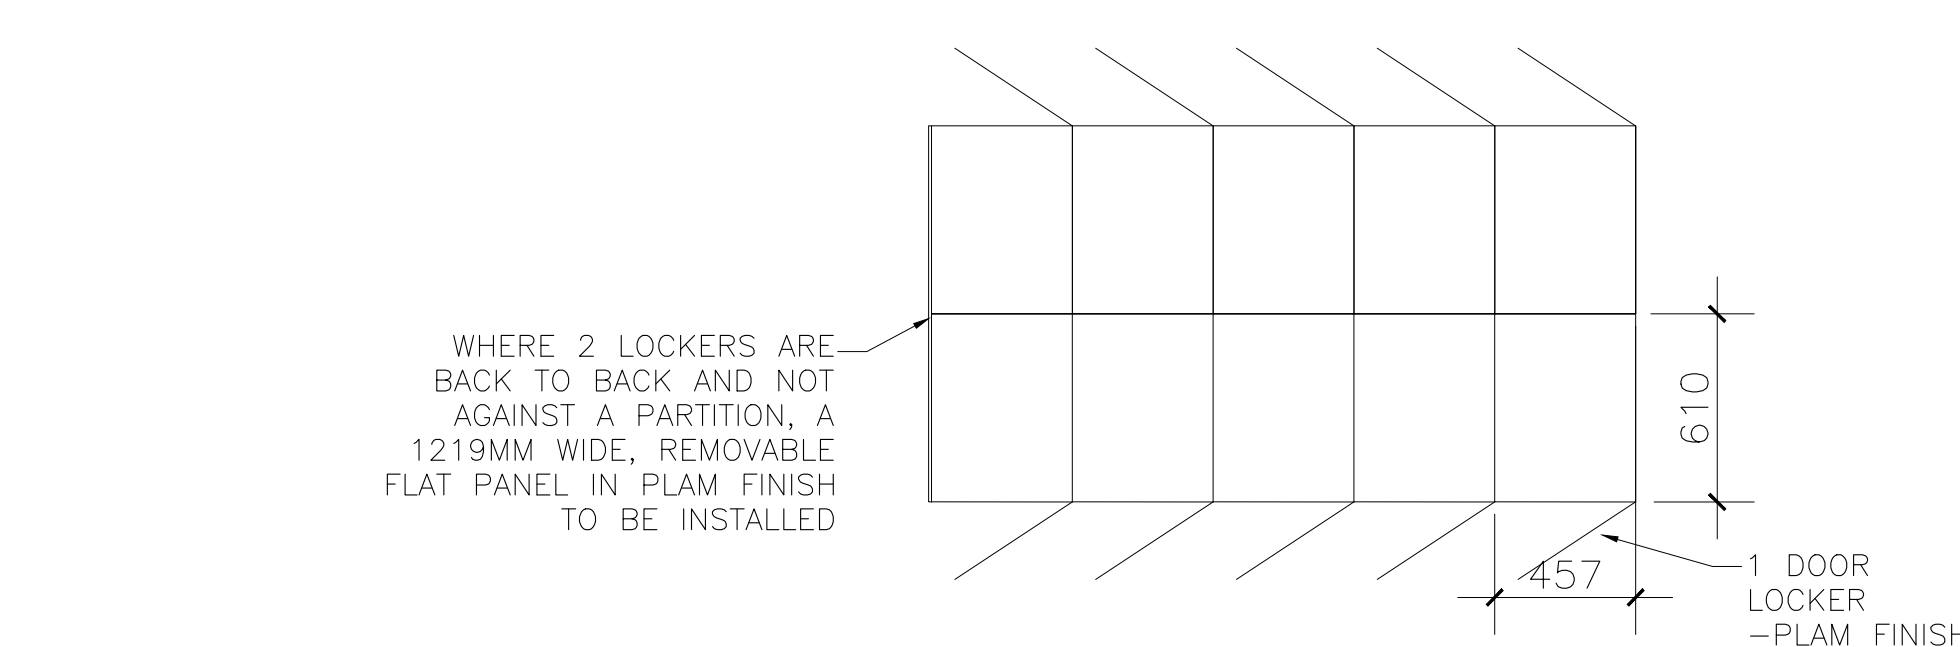 WHERE 2 LOCKERS ARE
BACK TO BACK AND NOT
AGAINST A PARTITION, A
1219MM WIDE, REMOVABLE
FLAT PANEL IN PLAM FINISH
TO BE INSTALLED
610
457
1 DOOR
LOCKER
-PLAM FINISH